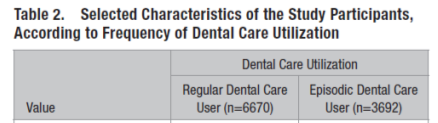 Table 2. Selected Characteristics of the Study Participants,
According to Frequency of Dental Care Utilization
Dental Care Utilization
Value
Regular Dental Care
User (n=6670)
Episodic Dental Care
User (n=3692)